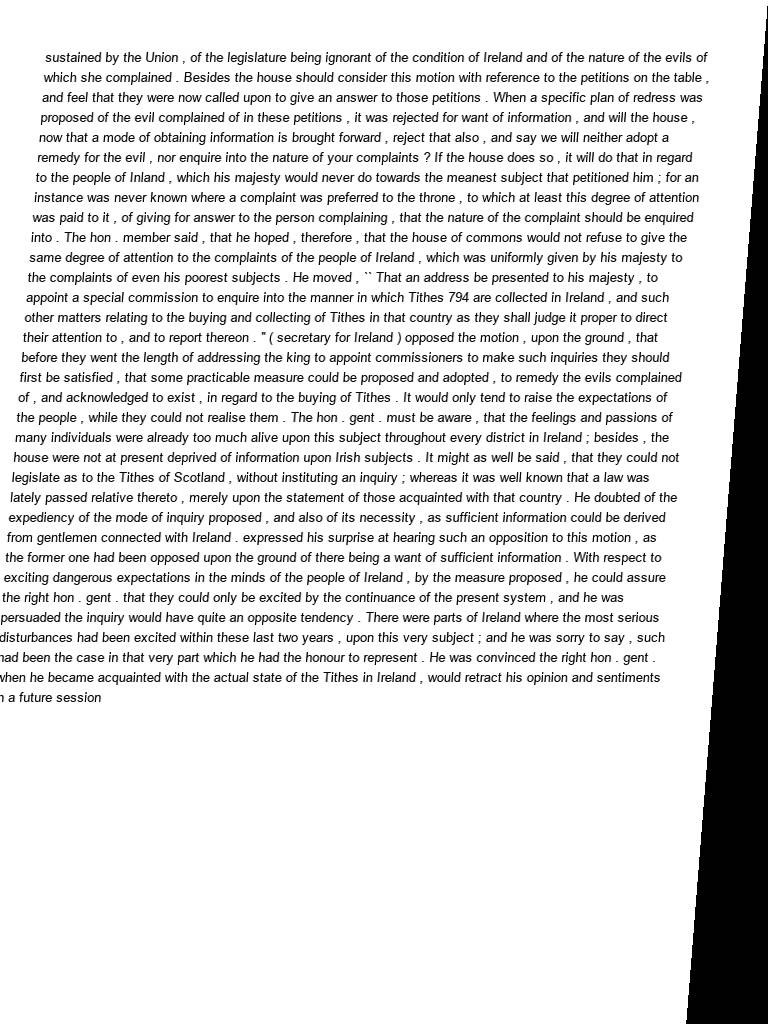 sustained by the Union , of the legislature being ignorant of the condition of Ireland and of the nature of the evils of
which she complained . Besides the house should consider this motion with reference to the petitions on the table ,
and feel that they were now called upon to give an answer to those petitions . When a specific plan of redress was
proposed of the evil complained of in these petitions , it was rejected for want of information , and will the house ,
now that a mode of obtaining information is brought forward , reject that also , and say we will neither adopt a
remedy for the evil , nor enquire into the nature of your complaints ? If the house does so , it will do that in regard
to the people of Inland , which his majesty would never do towards the meanest subject that petitioned him ; for an
instance was never known where a complaint was preferred to the throne , to which at least this degree of attention
was paid to it , of giving for answer to the person complaining , that the nature of the complaint should be enquired
into . The hon . member said , that he hoped , therefore , that the house of commons would not refuse to give the
same degree of attention to the complaints of the people of Ireland , which was uniformly given by his majesty to
the complaints of even his poorest subjects . He moved , `` That an address be presented to his majesty , to
appoint a special commission to enquire into the manner in which Tithes 794 are collected in Ireland , and such
other matters relating to the buying and collecting of Tithes in that country as they shall judge it proper to direct
their attention to , and to report thereon . " ( secretary for Ireland ) opposed the motion , upon the ground , that
before they went the length of addressing the king to appoint commissioners to make such inquiries they should
first be satisfied , that some practicable measure could be proposed and adopted , to remedy the evils complained
of , and acknowledged to exist , in regard to the buying of Tithes . It would only tend to raise the expectations of
the people , while they could not realise them . The hon . gent . must be aware , that the feelings and passions of
many individuals were already too much alive upon this subject throughout every district in Ireland ; besides , the
house were not at present deprived of information upon Irish subjects . It might as well be said , that they could not
legislate as to the Tithes of Scotland , without instituting an inquiry ; whereas it was well known that a law was
lately passed relative thereto , merely upon the statement of those acquainted with that country . He doubted of the
expediency of the mode of inquiry proposed , and also of its necessity , as sufficient information could be derived
from gentlemen connected with Ireland . expressed his surprise at hearing such an opposition to this motion , as
the former one had been opposed upon the ground of there being a want of sufficient information . With respect to
exciting dangerous expectations in the minds of the people of Ireland , by the measure proposed , he could assure
the right hon . gent . that they could only be excited by the continuance of the present system , and he was
persuaded the inquiry would have quite an opposite tendency . There were parts of Ireland where the most serious
disturbances had been excited within these last two years , upon this very subject ; and he was sorry to say , such
had been the case in that very part which he had the honour to represent . He was convinced the right hon . gent .
when he became acquainted with the actual state of the Tithes in Ireland , would retract his opinion and sentiments
a future session